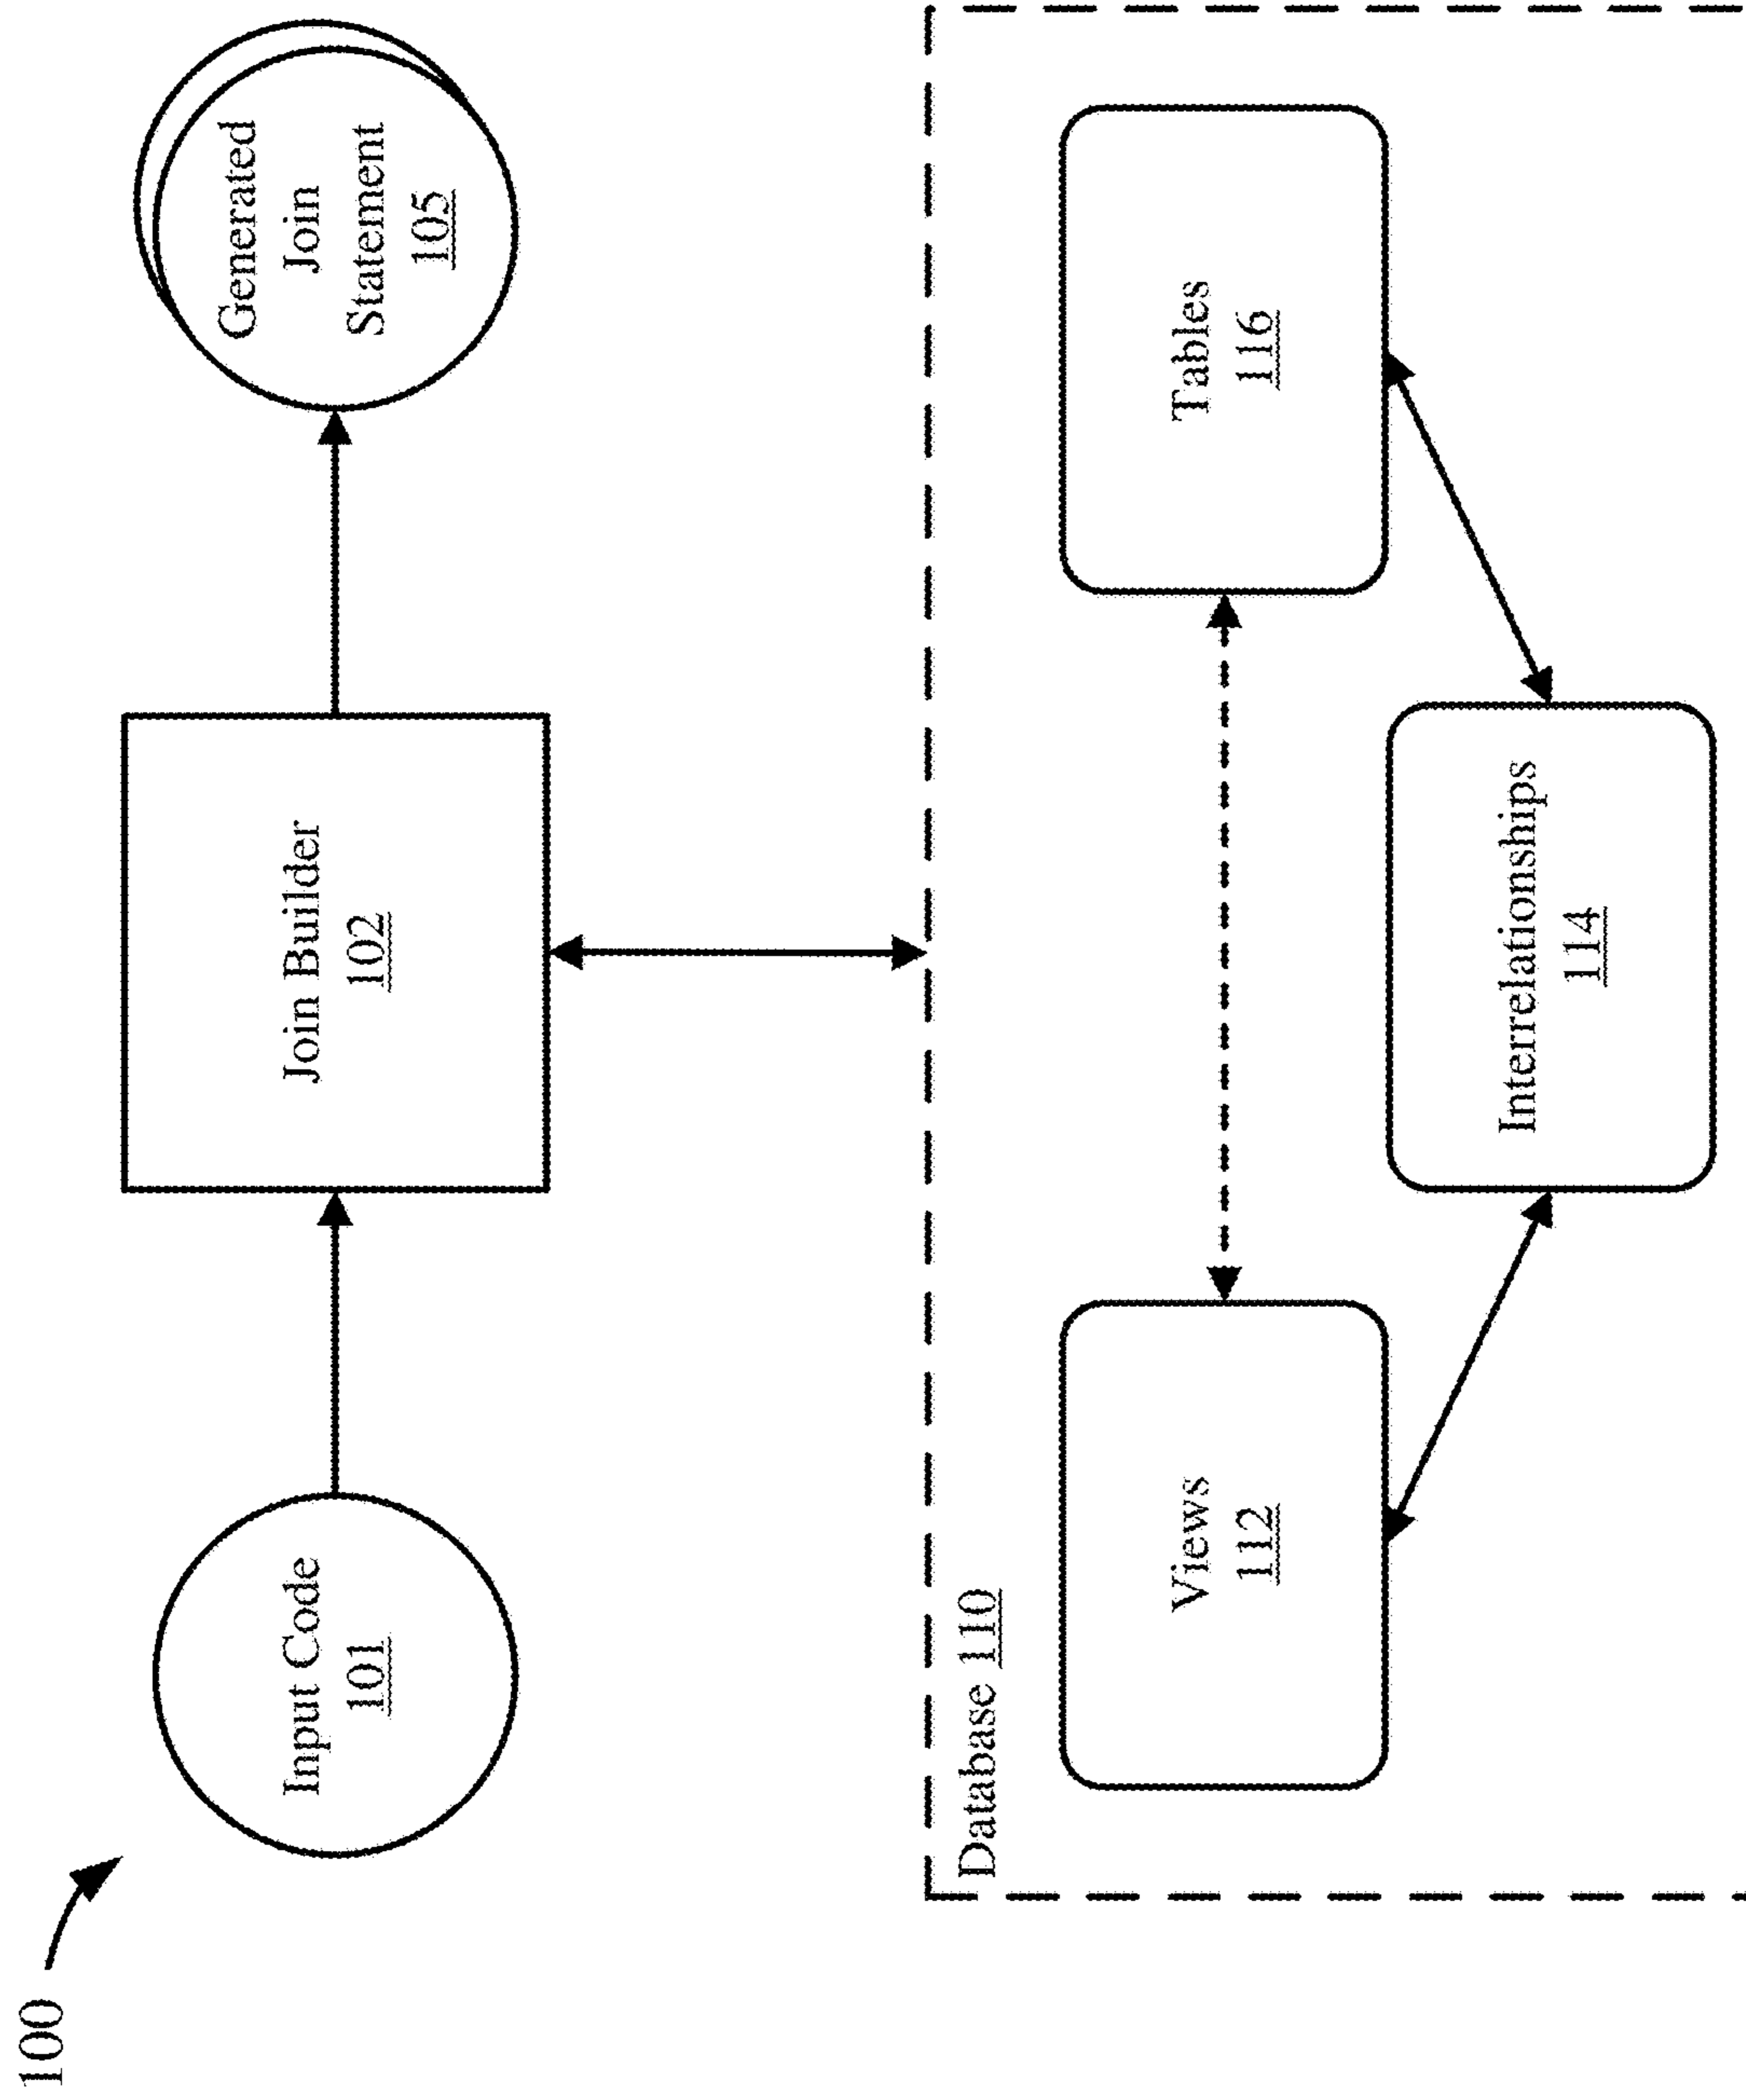 100
Input Code
101
Join Builder
102
Generated
Join
Statement
105
Database 110
Views
112
Interrelationships
114
Tables
116